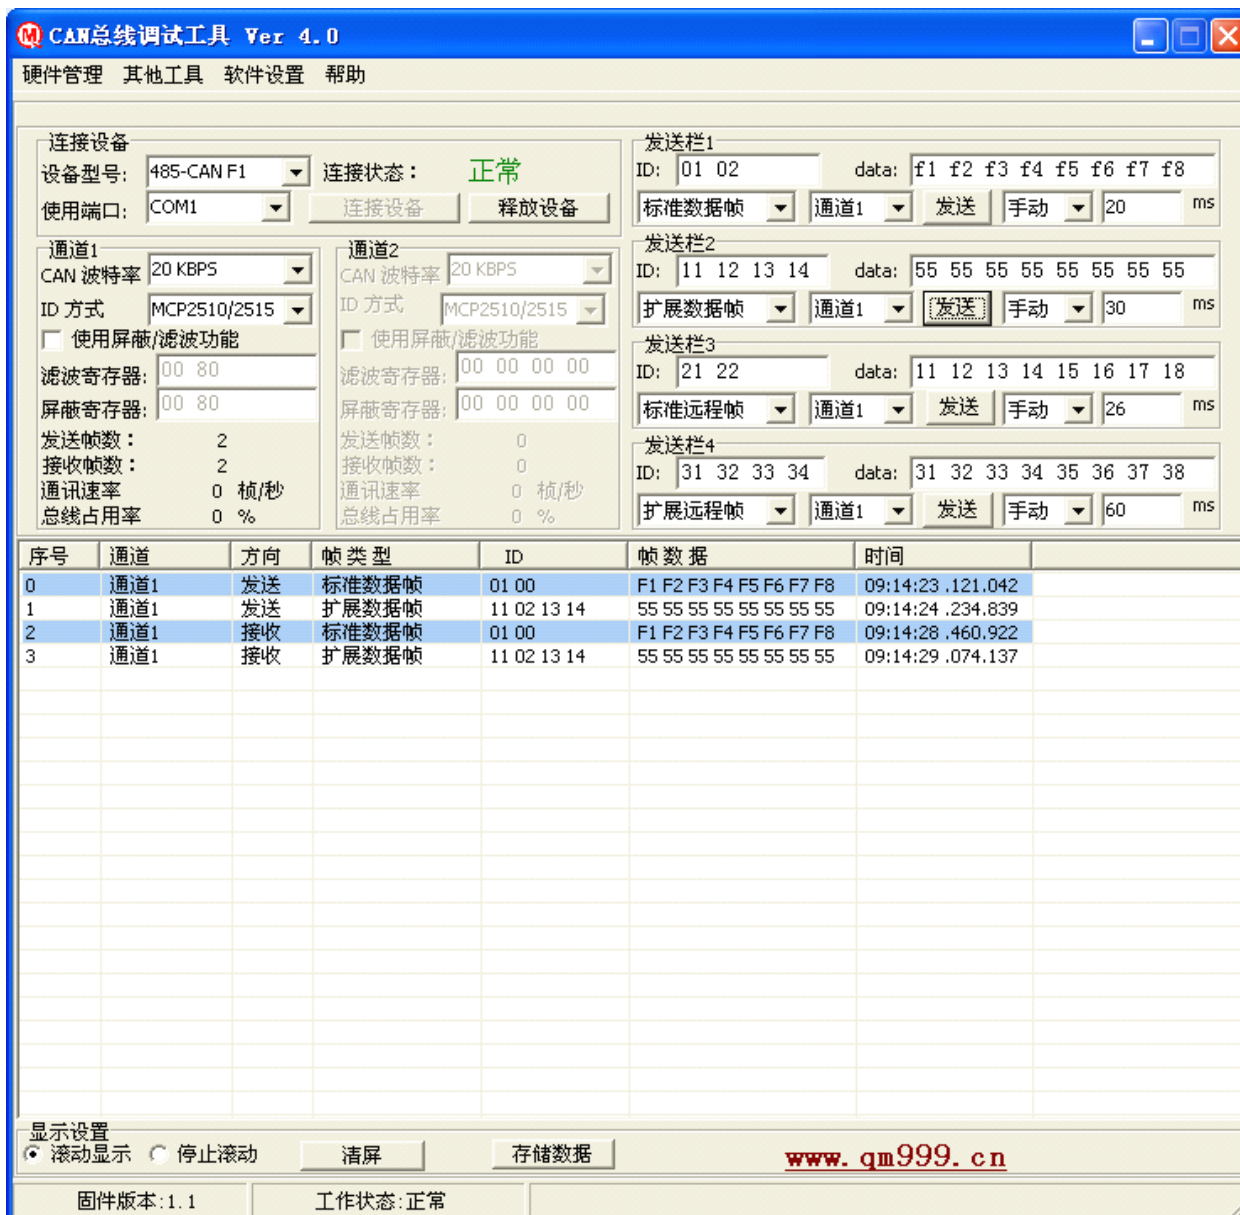 CAN总线调试工具 Ver 4.0
硬件管理 其他工具 软件设置 帮助
连接设备
设备型号: 485-CAN F1 连接状态： 正常
使用端口: COM1 连接设备 释放设备
通道1
CAN 波特率 20 KBPS
ID 方式 MCP2510/2515
使用屏蔽/滤波功能
滤波寄存器: 00 80
屏蔽寄存器: 00 80
发送帧数： 2
接收帧数： 2
通讯速率 0 桢/秒
总线占用率 0 %
通道2
CAN 波特率 20 KBPS
ID 方式 MCP2510/2515
使用屏蔽/滤波功能
滤波寄存器: 00 00 00 00
屏蔽寄存器: 00 00 00 00
发送帧数： 0
接收帧数： 0
通讯速率 0 桢/秒
总线占用率 0 %
发送栏1
ID: 01 02 data: f1 f2 f3 f4 f5 f6 f7 f8
标准数据帧 通道1 发送 手动 20 ms
发送栏2
ID: 11 12 13 14 data: 55 55 55 55 55 55 55 55
扩展数据帧 通道1 发送 手动 30 ms
发送栏3
ID: 21 22 data: 11 12 13 14 15 16 17 18
标准远程帧 通道1 发送 手动 26 ms
发送栏4
ID: 31 32 33 34 data: 31 32 33 34 35 36 37 38
扩展远程帧 通道1 发送 手动 60 ms
序号 通道 方向 帧类型 ID 帧数据 时间
0 通道1 发送 标准数据帧 01 00 F1 F2 F3 F4 F5 F6 F7 F8 09:14:23 .121.042
1 通道1 发送 扩展数据帧 11 02 13 14 55 55 55 55 55 55 55 55 09:14:24 .234.839
2 通道1 接收 标准数据帧 01 00 F1 F2 F3 F4 F5 F6 F7 F8 09:14:28 .460.922
3 通道1 接收 扩展数据帧 11 02 13 14 55 55 55 55 55 55 55 55 09:14:29 .074.137
显示设置
滚动显示 停止滚动 清屏 存储数据 www.qm999.cn
固件版本:1.1 工作状态:正常